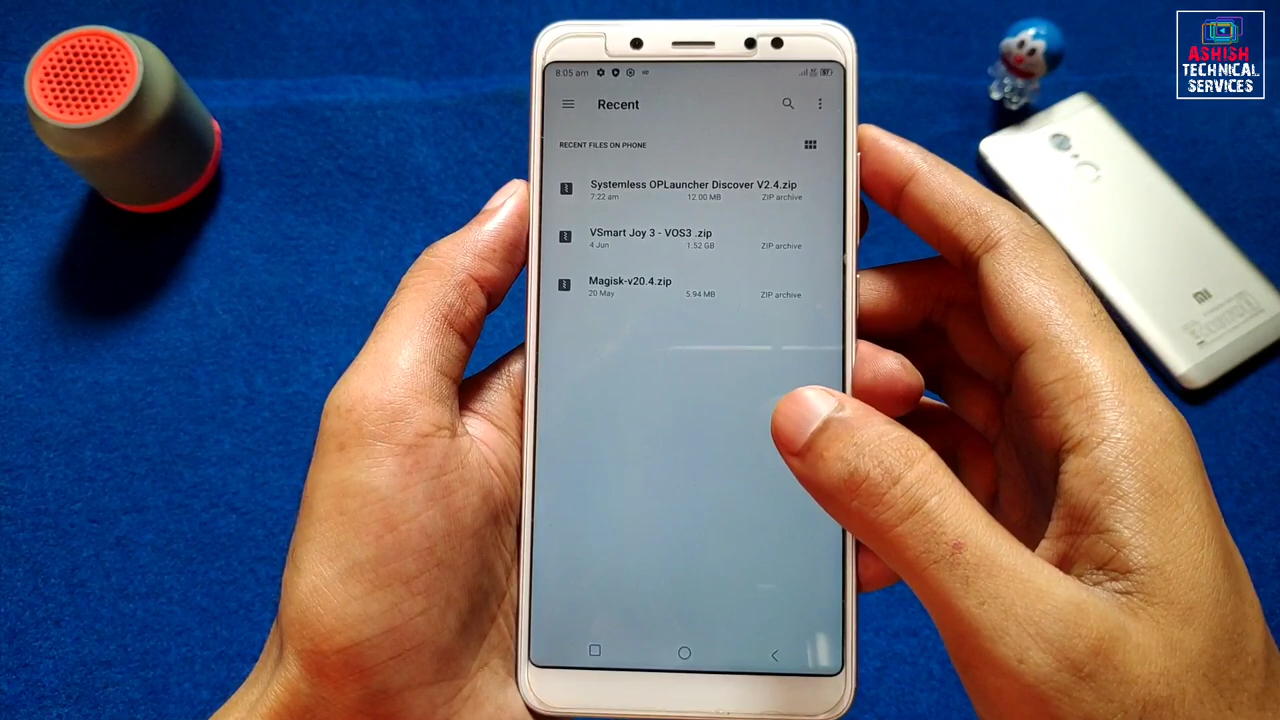 8:05 am
Recent
RECENT FILES ON PHONE
Systemless OPLauncher Discover V2.4.zip
7:22 am 12.00 MB ZIP archive
VSmart Joy 3 - VOS3 .zip
4 Jun 1.52 GB ZIP archive
Magisk-v20.4.zip
20 May 5.94 MB ZIP archive
ASHISH
TECHNICAL
SERVICES
mi